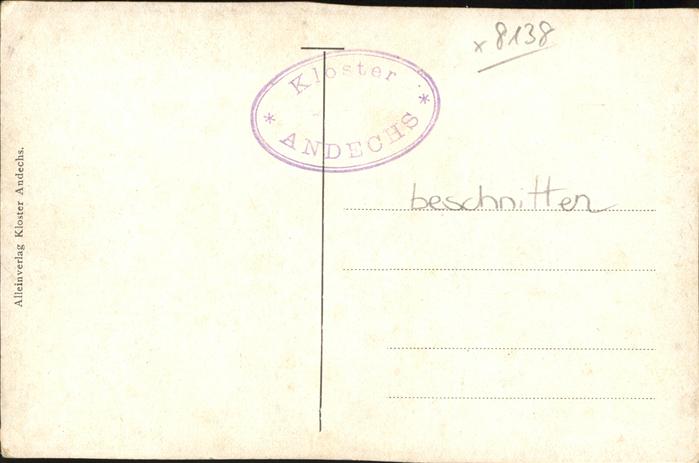 x 8138
Kloster
* ANDECHS *
beschnitten
Alleinverlag Kloster Andechs.